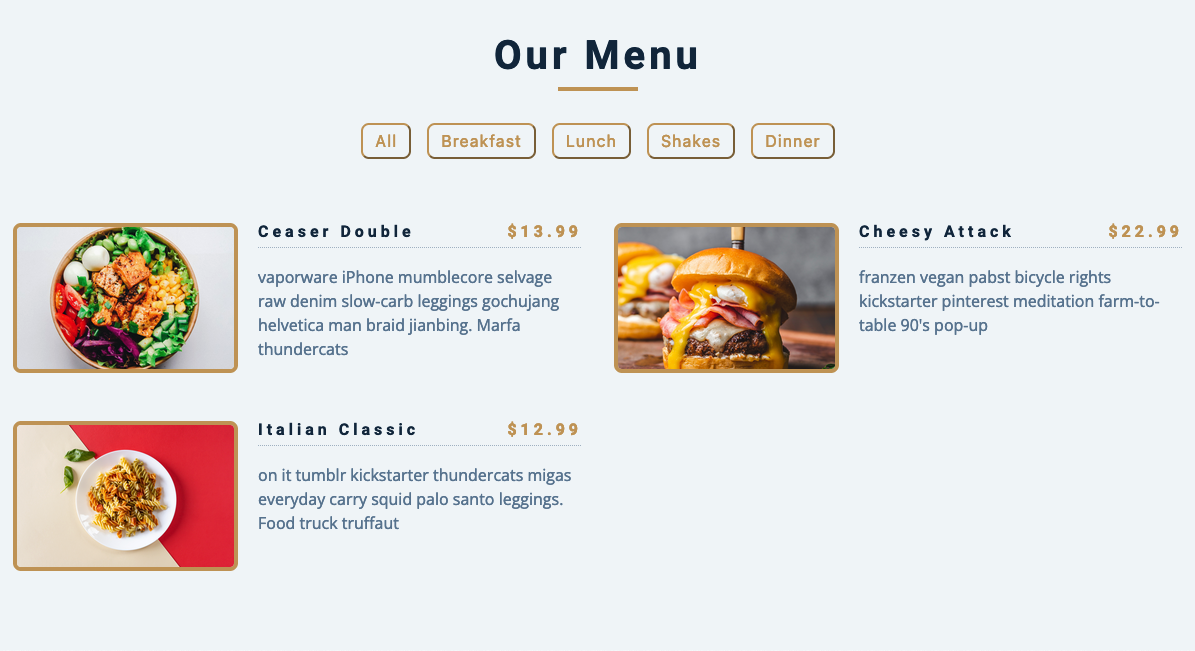 Our Menu
All Breakfast Lunch Shakes Dinner
Ceaser Double $13.99
vaporware iPhone mumblecore selvage
raw denim slow-carb leggings gochujang
helvetica man braid jianbing. Marfa
thundercats
Cheesy Attack $22.99
franzen vegan pabst bicycle rights
kickstarter pinterest meditation farm-to-
table 90's pop-up
Italian Classic $12.99
on it tumblr kickstarter thundercats migas
everyday carry squid palo santo leggings.
Food truck truffaut